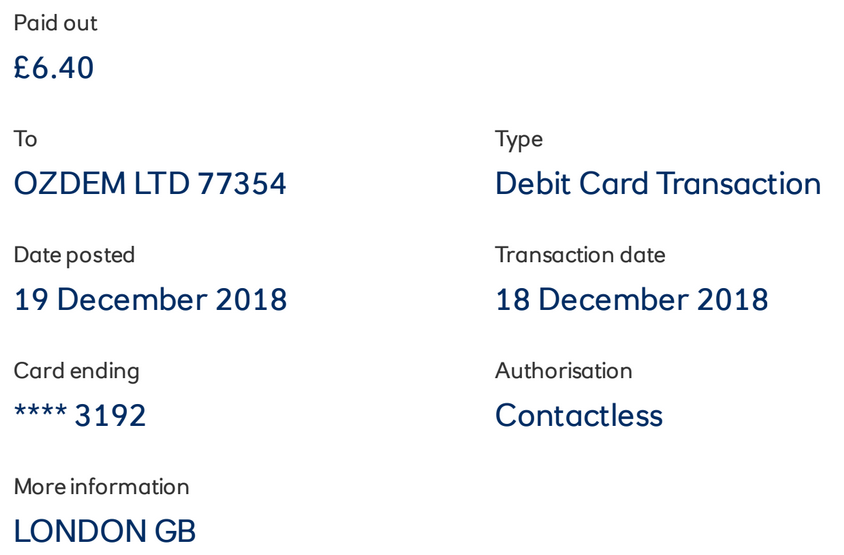 Paid out
£6.40
To
OZDEM LTD 77354
Type
Debit Card Transaction
Date posted
19 December 2018
Transaction date
18 December 2018
Card ending
**** 3192
Authorisation
Contactless
More information
LONDON GB